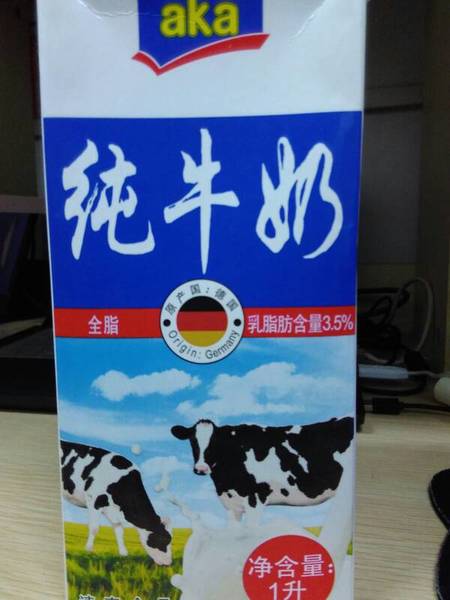 aka
纯牛奶
原产国：德国
Origin: Germany
全脂
乳脂肪含量3.5%
净含量：
1升